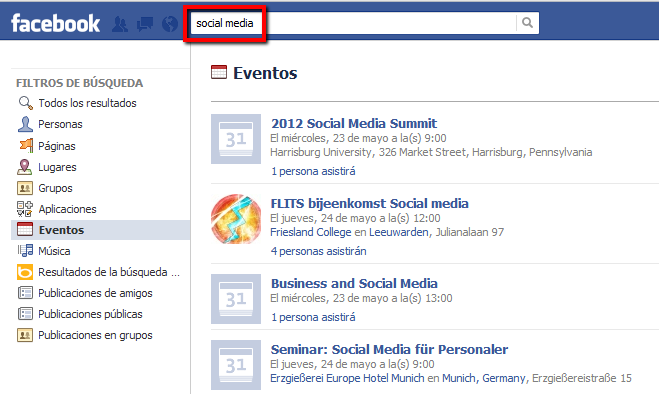 facebook
social media
FILTROS DE BÚSQUEDA
Todos los resultados
Personas
Páginas
Lugares
Grupos
Aplicaciones
Eventos
Música
Resultados de la búsqueda ...
Publicaciones de amigos
Publicaciones públicas
Publicaciones en grupos
Eventos
31
2012 Social Media Summit
El miércoles, 23 de mayo a la(s) 9:00
Harrisburg University, 326 Market Street, Harrisburg, Pennsylvania
1 persona asistirá
FLITS bijeenkomst Social media
El jueves, 24 de mayo a la(s) 12:00
Friesland College en Leeuwarden, Julianalaan 97
4 personas asistirán
31
Business and Social Media
El miércoles, 23 de mayo a la(s) 13:00
1 persona asistirá
31
Seminar: Social Media für Personaler
El jueves, 24 de mayo a la(s) 9:00
Erzgießerei Europe Hotel Munich en Munich, Germany, Erzgießereistraße 15